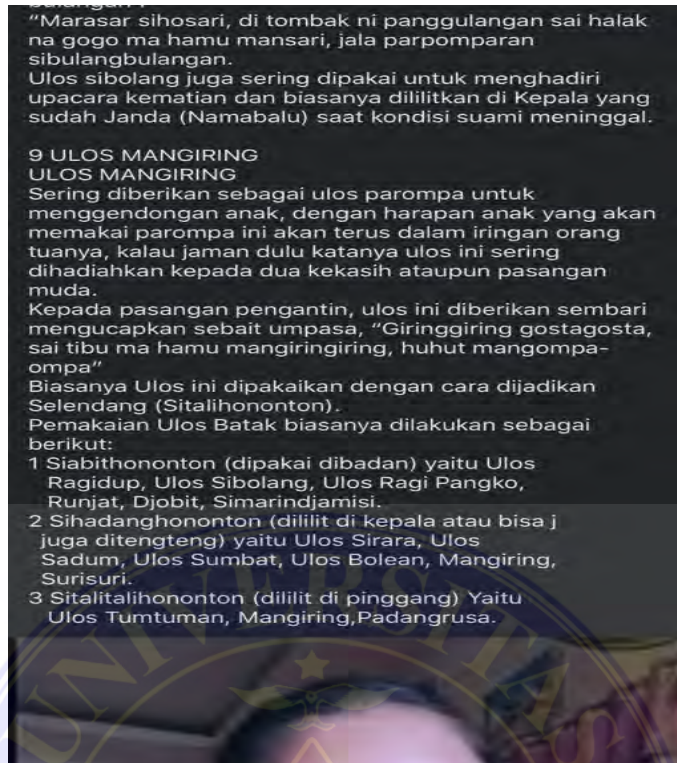 "Marasar sihosari, di tombak ni panggulangan sai halak
na gogo ma hamu mansari, jala parpomparan
sibulangbulangan.
Ulos sibolang juga sering dipakai untuk menghadiri
upacara kematian dan biasanya dililitkan di Kepala yang
sudah Janda (Namabalu) saat kondisi suami meninggal.
9 ULOS MANGIRING
ULOS MANGIRING
Sering diberikan sebagai ulos parompa untuk
menggendongan anak, dengan harapan anak yang akan
memakai parompa ini akan terus dalam iringan orang
tuanya, kalau jaman dulu katanya ulos ini sering
dihadiahkan kepada dua kekasih ataupun pasangan
muda.
Kepada pasangan pengantin, ulos ini diberikan sembari
mengucapkan sebait umpasa, "Giringgiring gostagosta,
sai tibu ma hamu mangiringiring, huhut mangompa-
ompa"
Biasanya Ulos ini dipakaikan dengan cara dijadikan
Selendang (Sitalihononton).
Pemakaian Ulos Batak biasanya dilakukan sebagai
berikut:
1 Siabithononton (dipakai dibadan) yaitu Ulos
Ragidup, Ulos Sibolang, Ulos Ragi Pangko,
Runjat, Djobit, Simarindjamisi.
2 Sihadanghononton (dililit di kepala atau bisa j
juga ditengteng) yaitu Ulos Sirara, Ulos
Sadum, Ulos Sumbat, Ulos Bolean, Mangiring,
Surisuri.
3 Sitalitalihononton (dililit di pinggang) Yaitu
Ulos Tumtuman, Mangiring,Padangrusa.